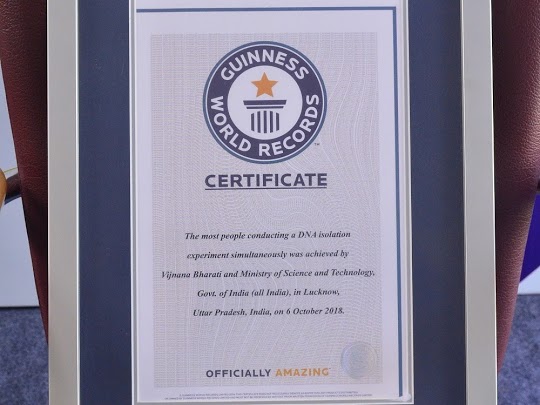 GUINNESS
WORLD RECORDS
TM
CERTIFICATE
The most people conducting a DNA isolation
experiment simultaneously was achieved by
Vijnana Bharati and Ministry of Science and Technology,
Govt. of India (all India), in Lucknow,
Uttar Pradesh, India, on 6 October 2018.
OFFICIALLY AMAZING